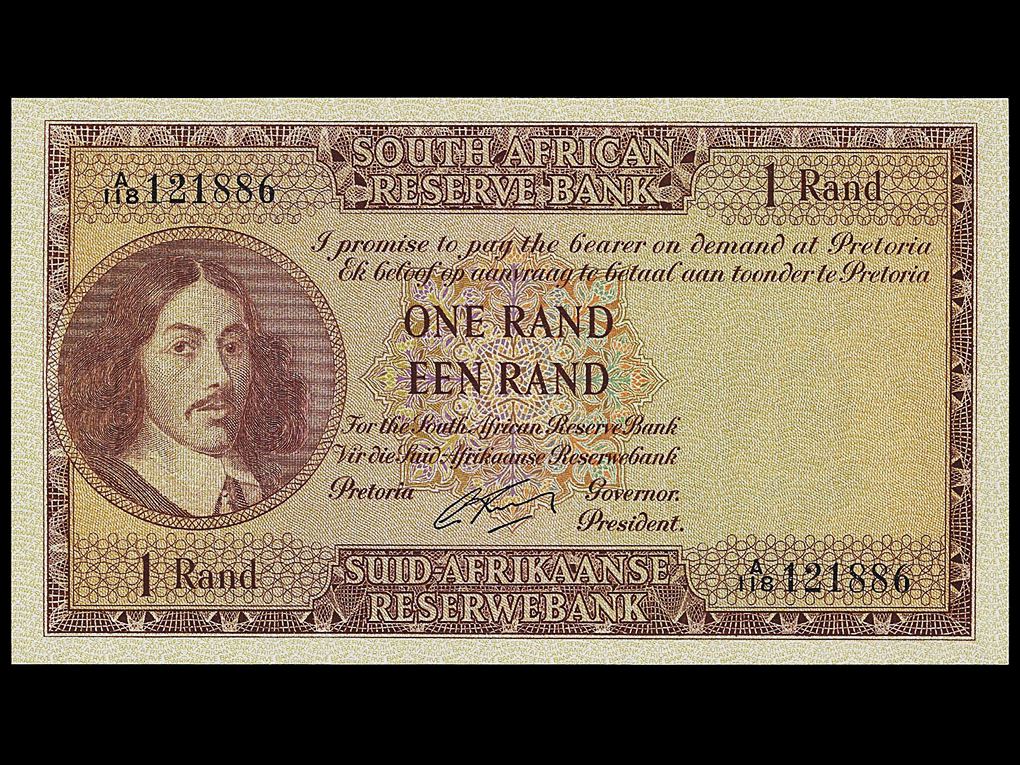 SOUTH AFRICAN
RESERVE BANK
A/118 121886
1 Rand
I promise to pay the bearer on demand at Pretoria
Ek beloof op aanvraag te betaal aan toonder te Pretoria
ONE RAND
EEN RAND
For the South African Reserve Bank
Vir die Suid-Afrikaanse Reserwebank
Pretoria Governor.
President.
1 Rand
SUID-AFRIKAANSE
RESERWEBANK
A/118 121886